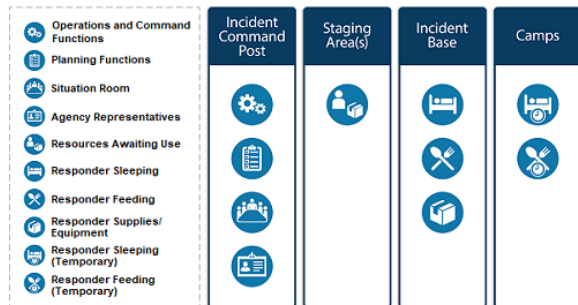 Operations and Command
Functions
Planning Functions
Situation Room
Agency Representatives
Resources Awaiting Use
Responder Sleeping
Responder Feeding
Responder Supplies/
Equipment
Responder Sleeping
(Temporary)
Responder Feeding
(Temporary)
Incident
Command
Post
Staging
Area(s)
Incident
Base
Camps